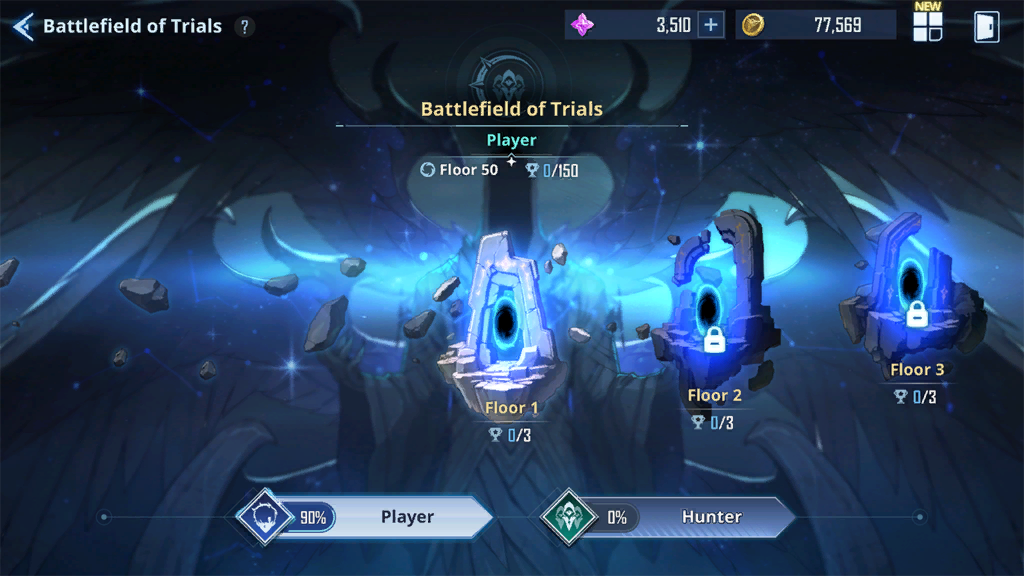 Battlefield of Trials ?
3,510 +
77,569
NEW
Battlefield of Trials
Player
Floor 50 0/150
Floor 1
0/3
Floor 2
0/3
Floor 3
0/3
90% Player
0% Hunter